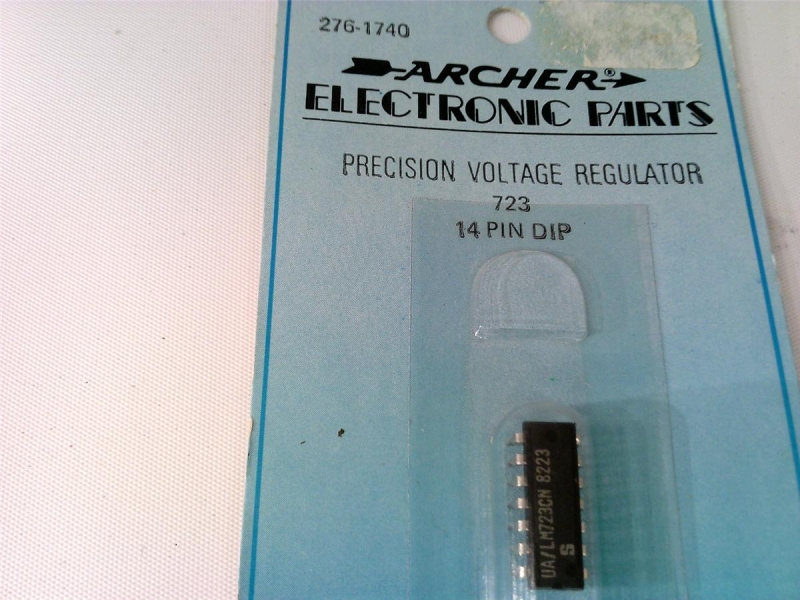 276-1740
ARCHER®
ELECTRONIC PARTS
PRECISION VOLTAGE REGULATOR
723
14 PIN DIP
UA/LM723CN 8223
S